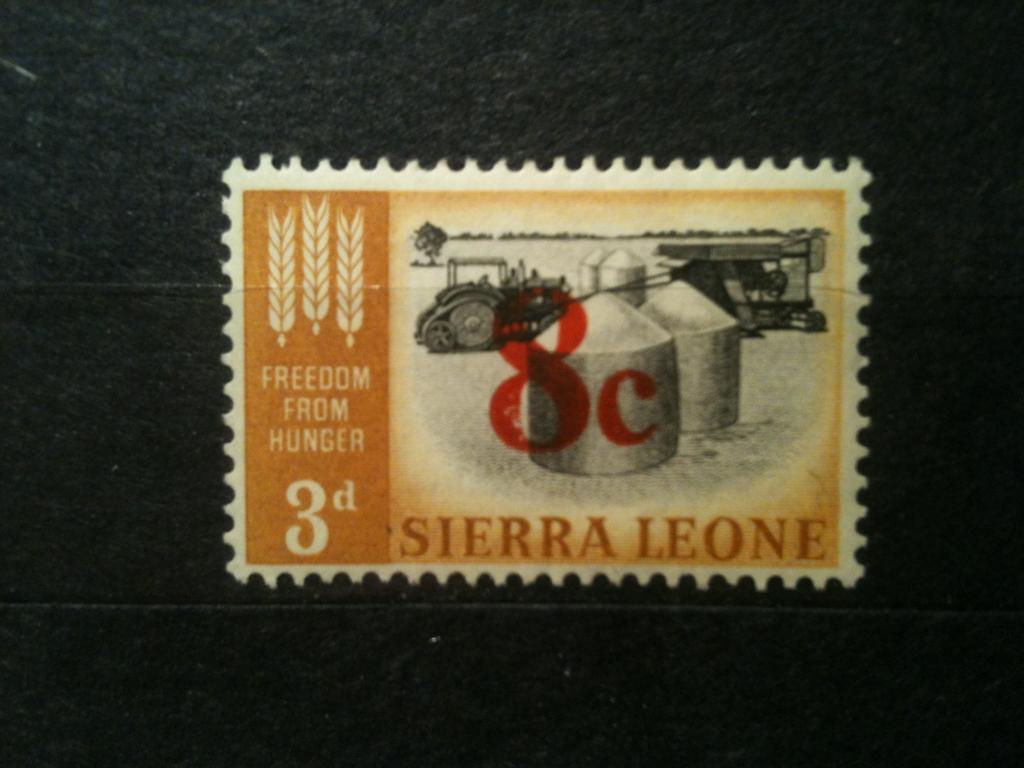 FREEDOM
FROM
HUNGER
3d
8c
SIERRA LEONE